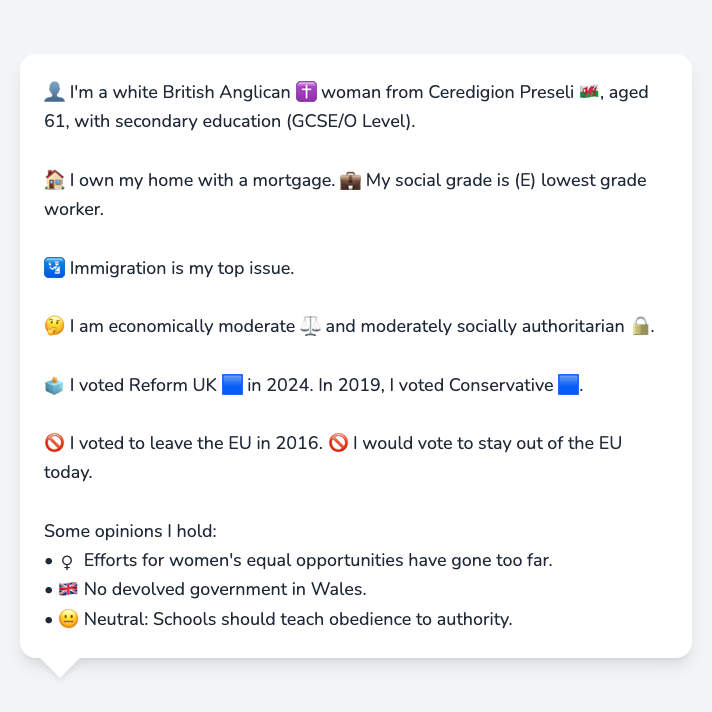 👤 I'm a white British Anglican ✝️ woman from Ceredigion Preseli 🏴󠁧󠁢󠁷󠁬󠁳󠁿, aged
61, with secondary education (GCSE/O Level).
🏠 I own my home with a mortgage. 💼 My social grade is (E) lowest grade
worker.
🛂 Immigration is my top issue.
🤔 I am economically moderate ⚖️ and moderately socially authoritarian 🔒.
🗳️ I voted Reform UK 🟦 in 2024. In 2019, I voted Conservative 🟦.
🚫 I voted to leave the EU in 2016. 🚫 I would vote to stay out of the EU
today.
Some opinions I hold:
• ♀ Efforts for women's equal opportunities have gone too far.
• 🇬🇧 No devolved government in Wales.
• 😐 Neutral: Schools should teach obedience to authority.